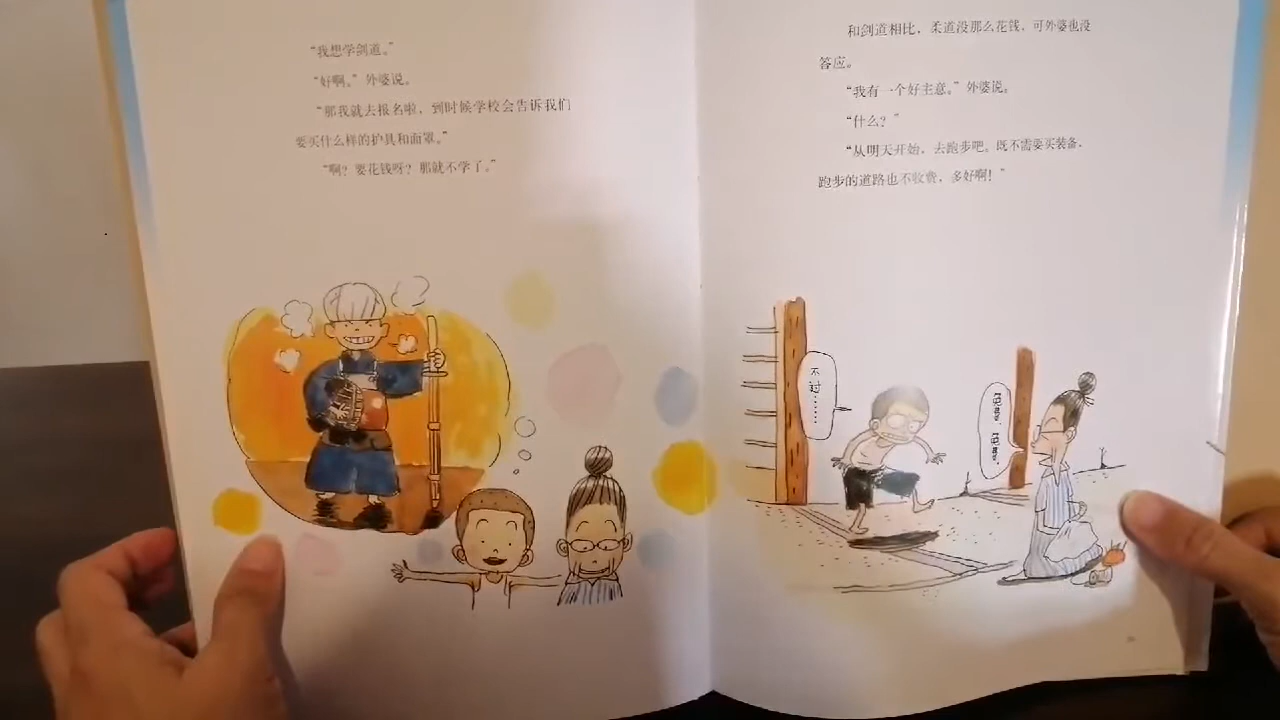 “我想学剑道。”
“好啊。”外婆说。
“那我就去报名啦，到时候学校会告诉我们
要买什么样的护具和面罩。”
“啊？要花钱呀？那就不学了。”
和剑道相比，柔道没那么花钱，可外婆也没
答应。
“我有一个好主意。”外婆说。
“什么？”
“从明天开始，去跑步吧。既不需要买装备，
跑步的道路也不收费，多好啊！”
不过……